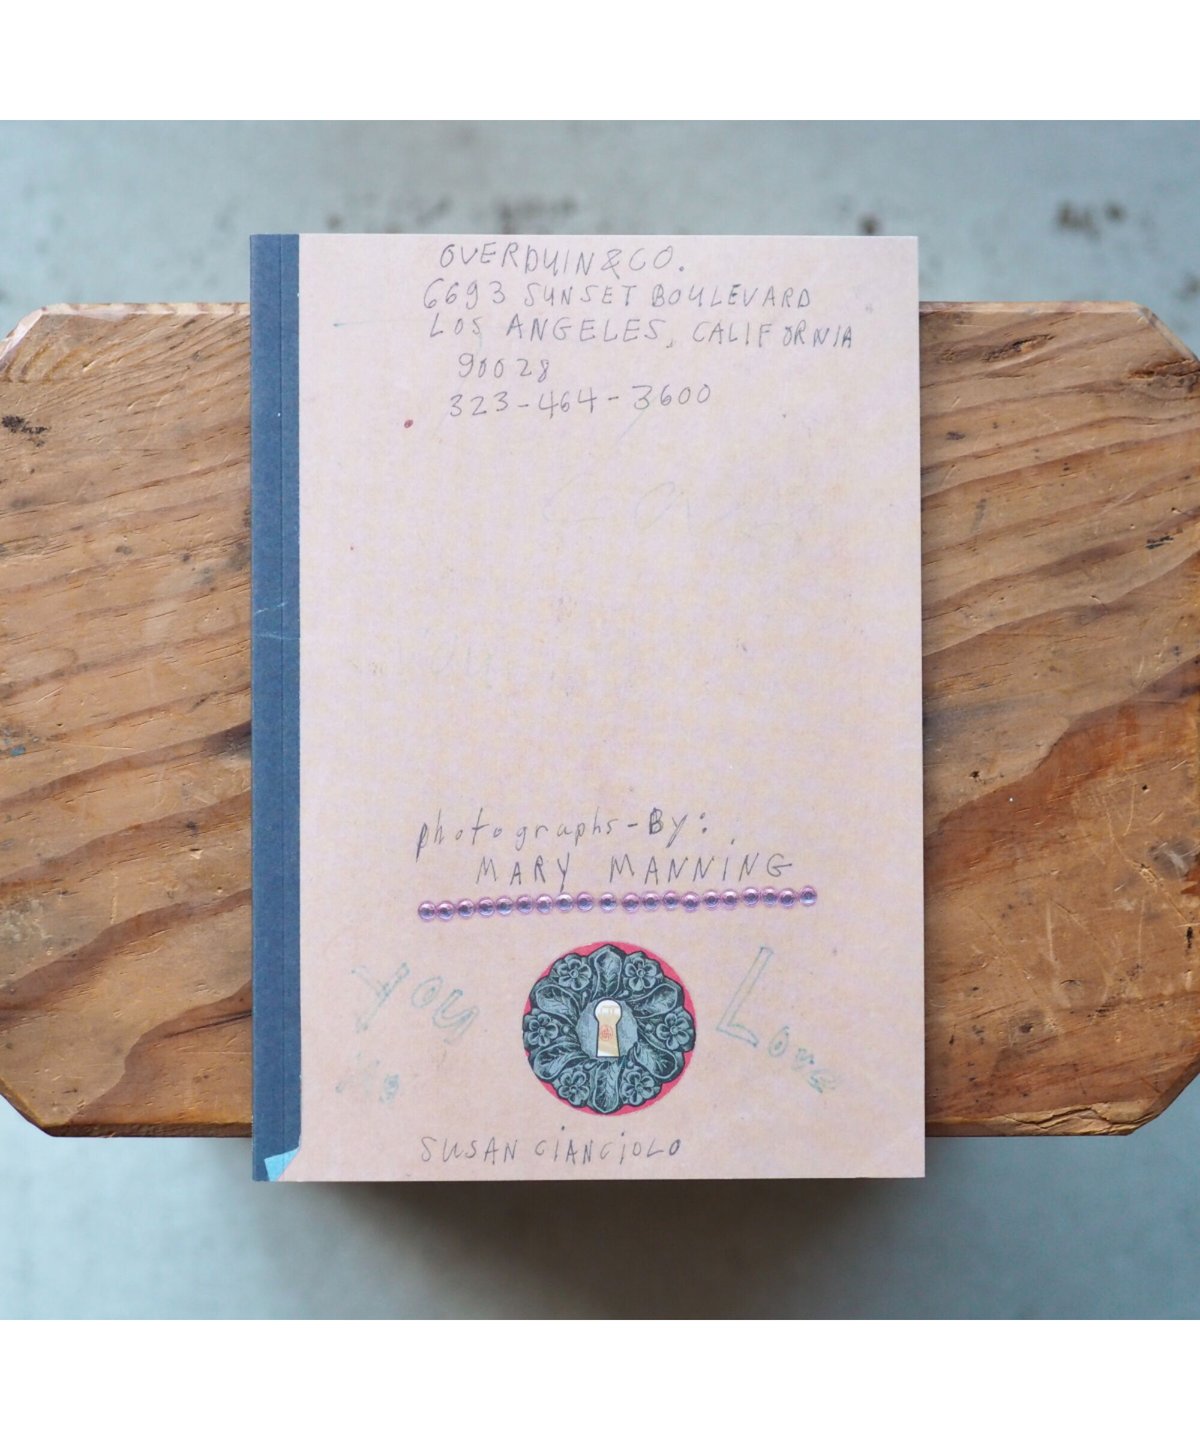 OVERDUIN & CO.
6693 SUNSET BOULEVARD
LOS ANGELES, CALIFORNIA
90028
323-464-3600
photographs-By:
MARY MANNING
you
Love
SUSAN CIANCIOLO